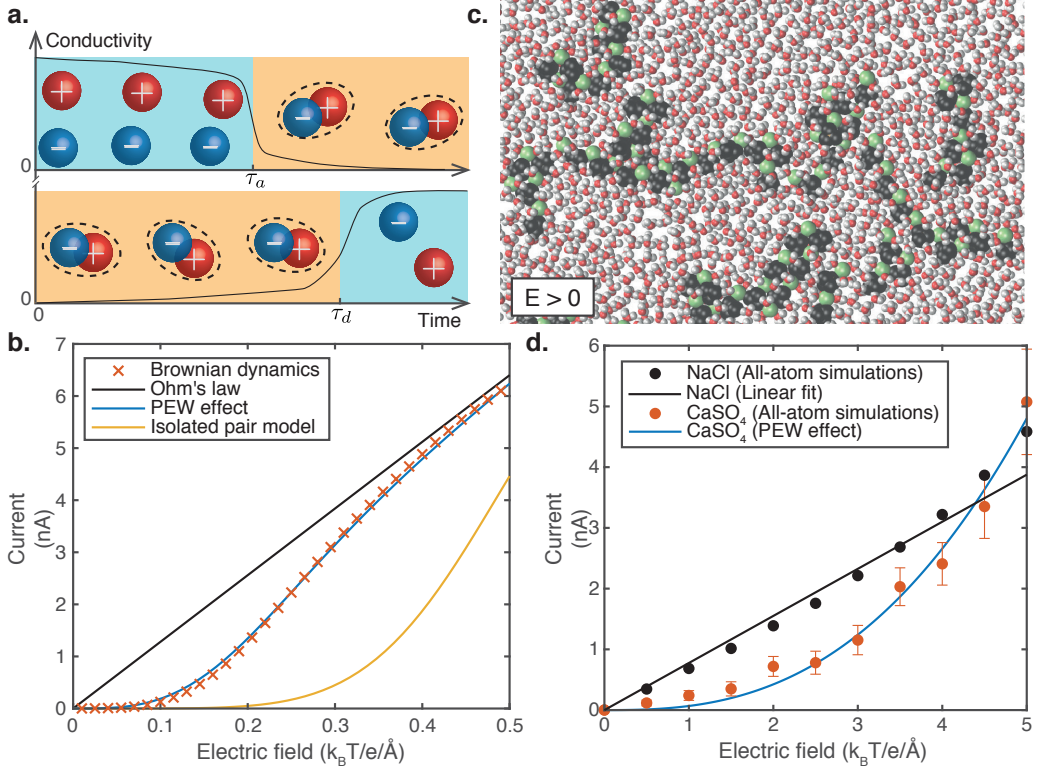 a.
Conductivity
+ + +
− − −
− + − +
0
τa
− + − + − +
−
+
0
0
τd
Time
c.
E > 0
b.
7
6
5
4
3
2
1
0
Current
(nA)
Brownian dynamics
Ohm's law
PEW effect
Isolated pair model
0 0.1 0.2 0.3 0.4 0.5
Electric field (kBT/e/Å)
d.
6
5
4
3
2
1
0
Current
(nA)
NaCl (All-atom simulations)
NaCl (Linear fit)
CaSO4 (All-atom simulations)
CaSO4 (PEW effect)
0 1 2 3 4 5
Electric field (kBT/e/Å)